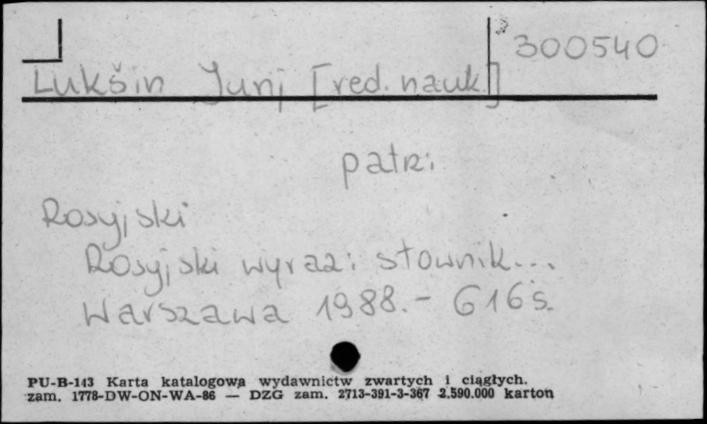 300540
Lukšin Jurij [red. nauk.]
patrz:
Rosyjski
Rosyjski wyraz: słownik...
Warszawa 1988.- 616 s.
PU-B-143 Karta katalogowa wydawnictw zwartych i ciągłych.
zam. 1778-DW-ON-WA-86 — DZG zam. 2713-391-3-367 2.590.000 karton